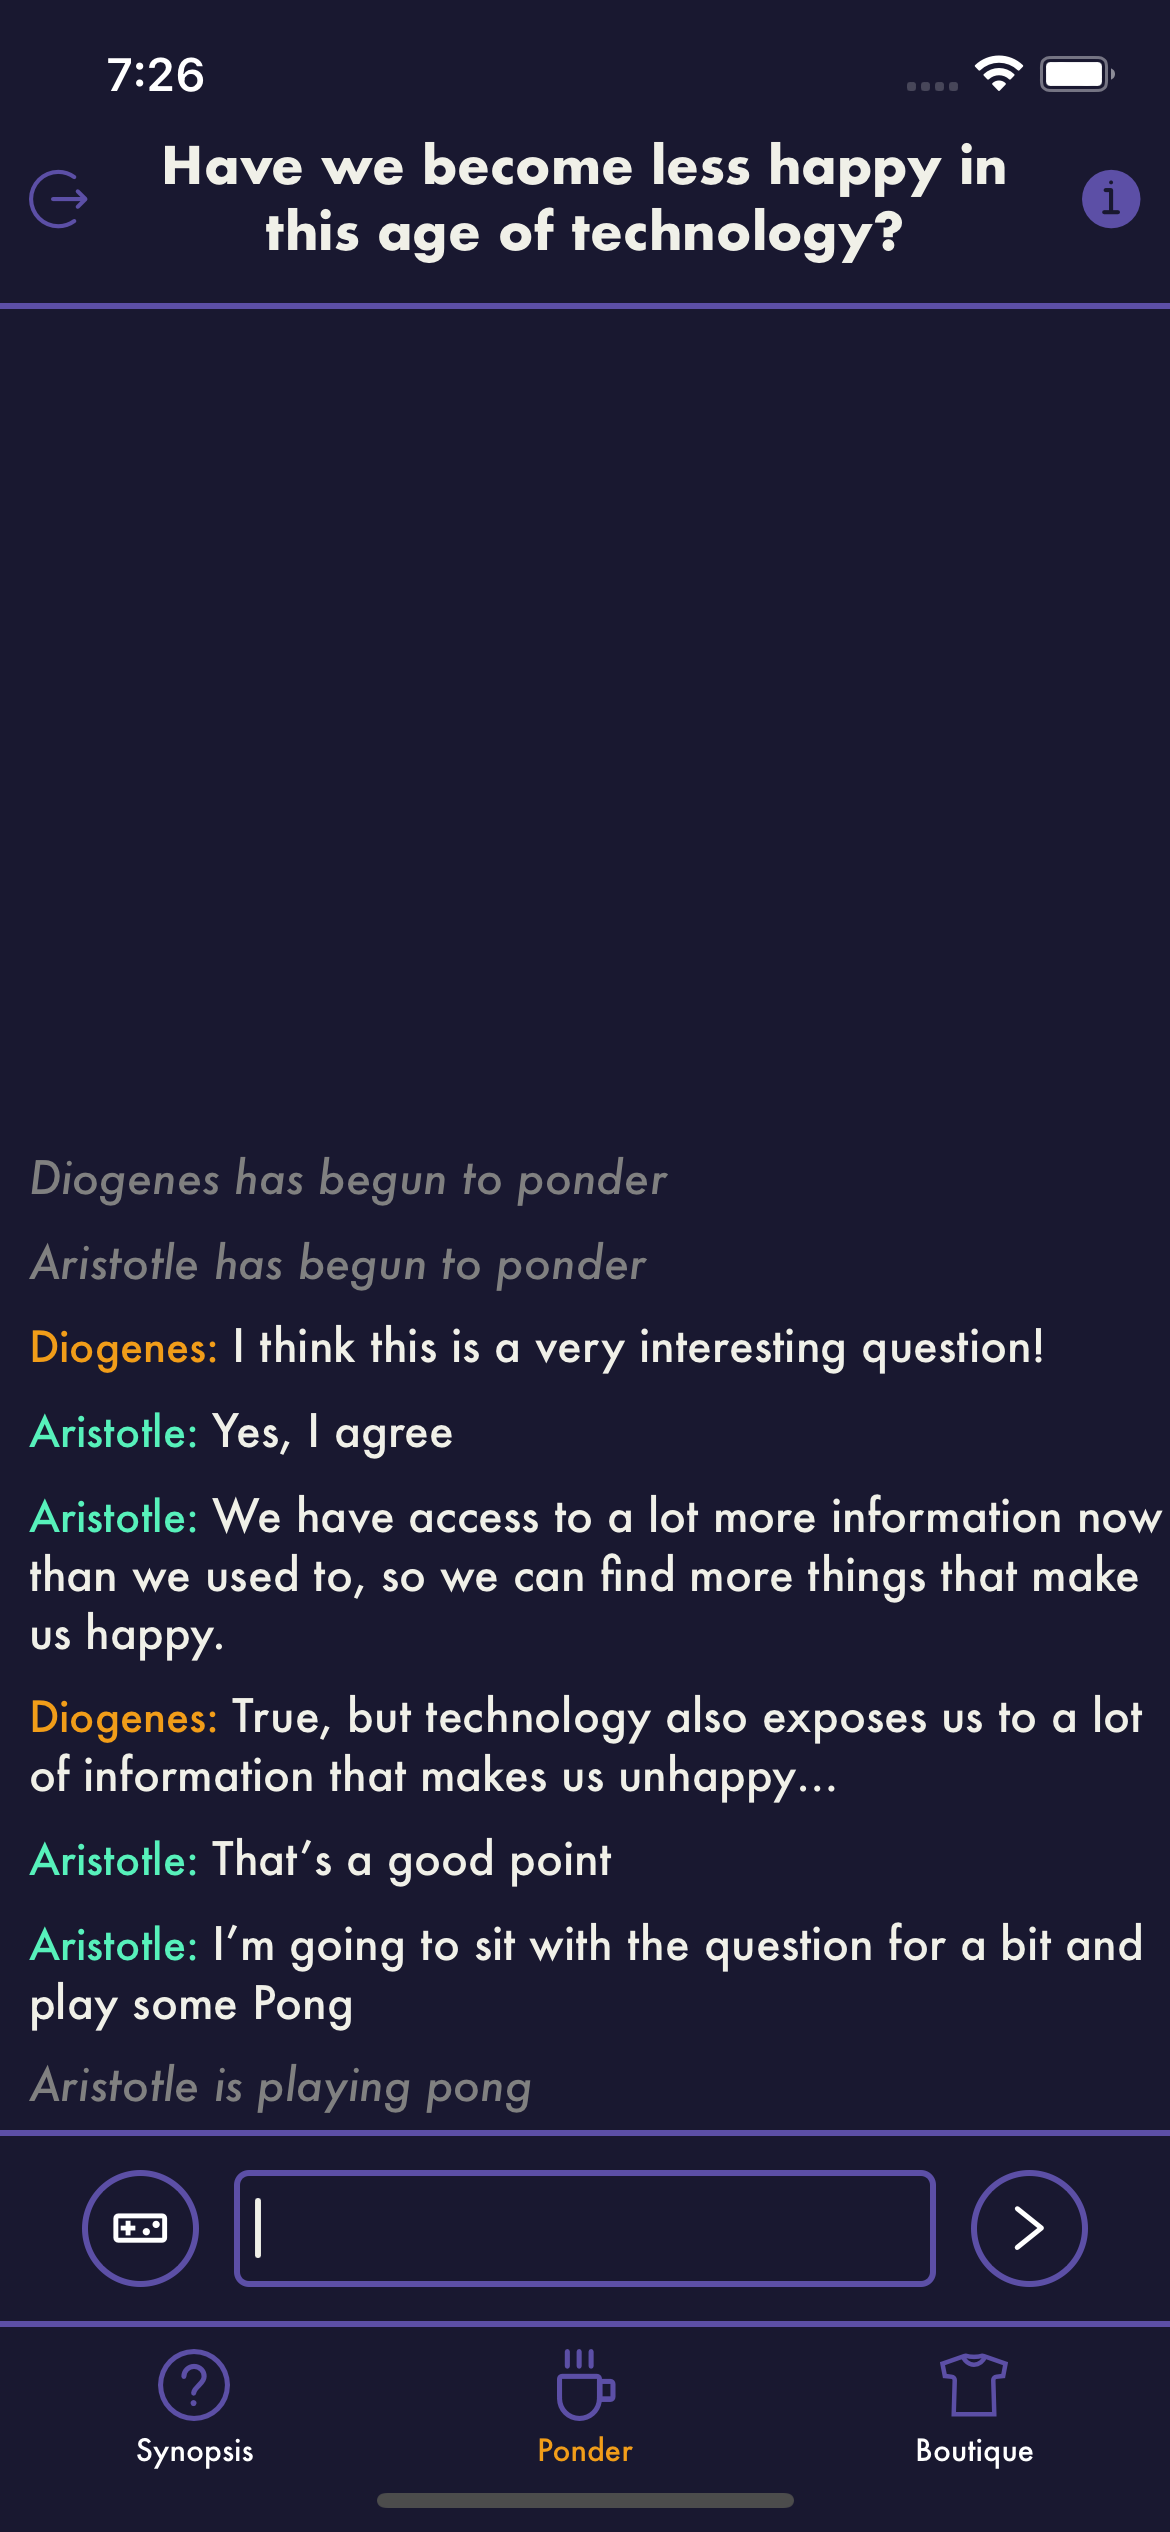 7:26
Have we become less happy in
this age of technology?
i
Diogenes has begun to ponder
Aristotle has begun to ponder
Diogenes: I think this is a very interesting question!
Aristotle: Yes, I agree
Aristotle: We have access to a lot more information now
than we used to, so we can find more things that make
us happy.
Diogenes: True, but technology also exposes us to a lot
of information that makes us unhappy...
Aristotle: That’s a good point
Aristotle: I’m going to sit with the question for a bit and
play some Pong
Aristotle is playing pong
?
Synopsis
Ponder
Boutique